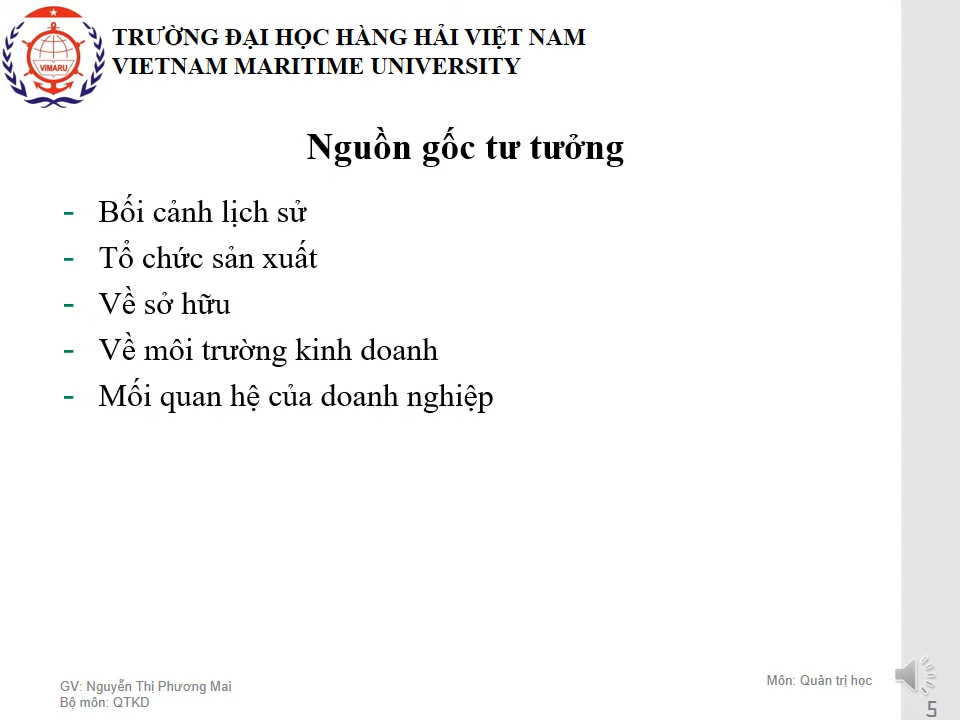 VIMARU
TRƯỜNG ĐẠI HỌC HÀNG HẢI VIỆT NAM
VIETNAM MARITIME UNIVERSITY
Nguồn gốc tư tưởng
- Bối cảnh lịch sử
- Tổ chức sản xuất
- Về sở hữu
- Về môi trường kinh doanh
- Mối quan hệ của doanh nghiệp
GV: Nguyễn Thị Phương Mai
Bộ môn: QTKD
Môn: Quản trị học
5